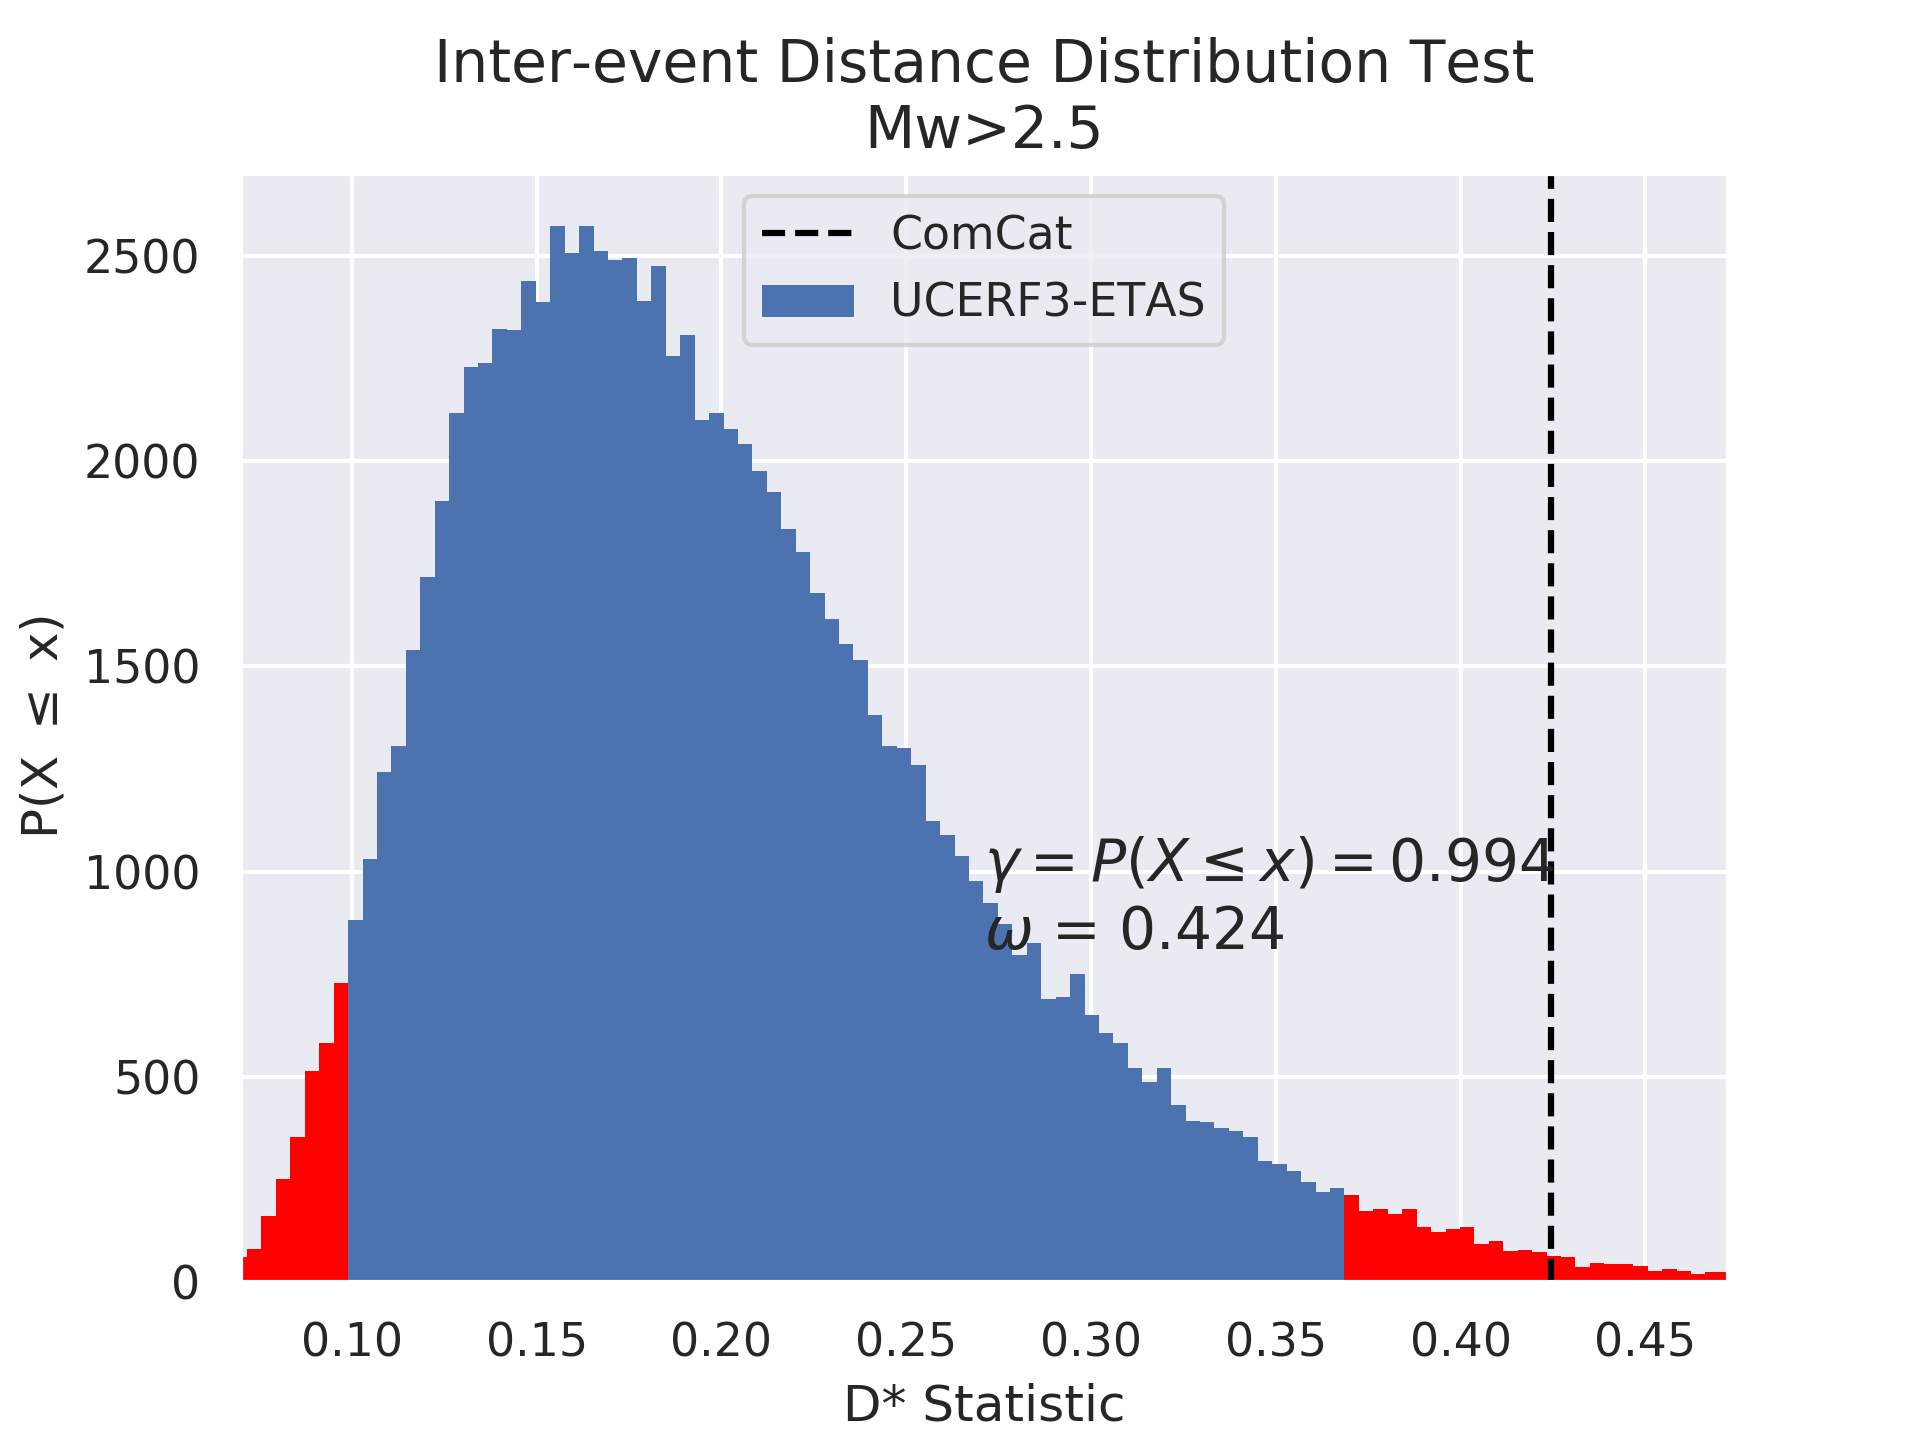 Inter-event Distance Distribution Test
Mw>2.5
ComCat
UCERF3-ETAS
P(X ≤ x)
2500
2000
1500
1000
500
0
γ = P(X ≤ x) = 0.994
ω = 0.424
0.10 0.15 0.20 0.25 0.30 0.35 0.40 0.45
D* Statistic